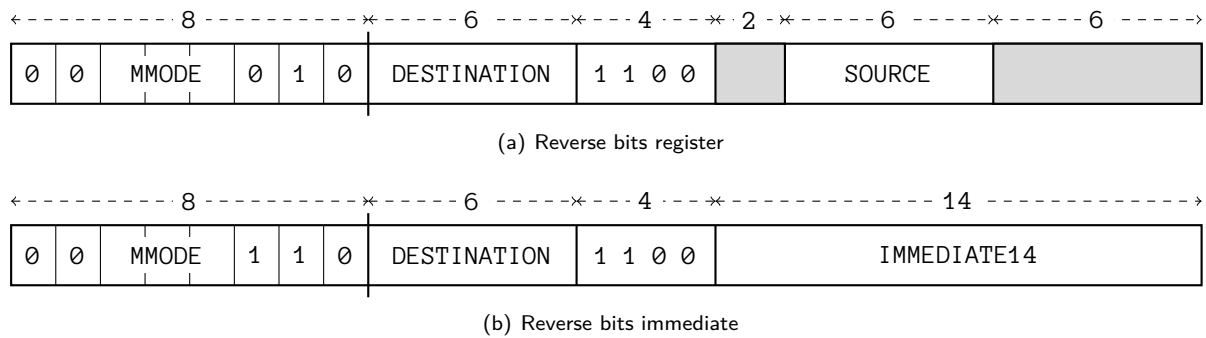 8 6 4 2 6 6
0 0 MMODE 0 1 0 DESTINATION 1 1 0 0 SOURCE
(a) Reverse bits register
8 6 4 14
0 0 MMODE 1 1 0 DESTINATION 1 1 0 0 IMMEDIATE14
(b) Reverse bits immediate